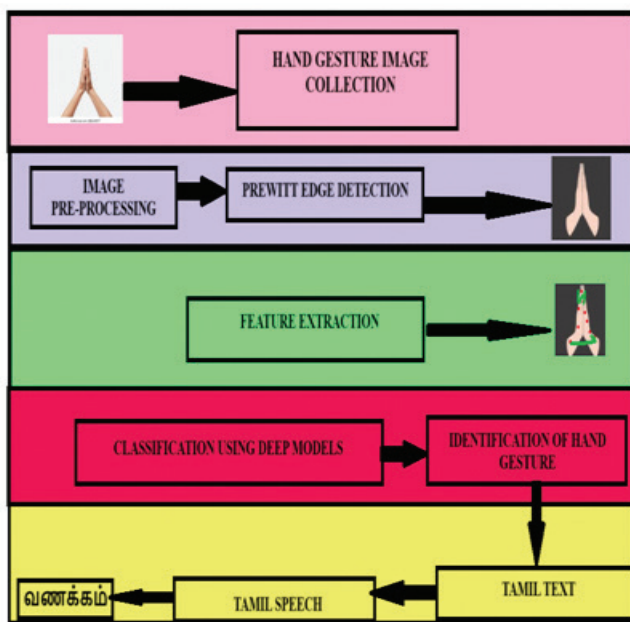 HAND GESTURE IMAGE
COLLECTION
IMAGE
PRE-PROCESSING
PREWITT EDGE DETECTION
FEATURE EXTRACTION
CLASSIFICATION USING DEEP MODELS
IDENTIFICATION OF HAND
GESTURE
TAMIL TEXT
TAMIL SPEECH
வணக்கம்